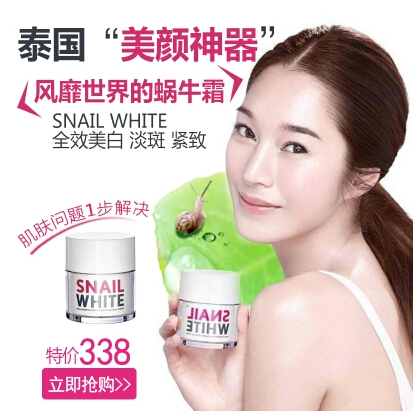 泰国“美颜神器”
风靡世界的蜗牛霜
SNAIL WHITE
全效美白 淡斑 紧致
肌肤问题1步解决
SNAIL
WHITE
SNAIL
WHITE
特价338
立即抢购>>